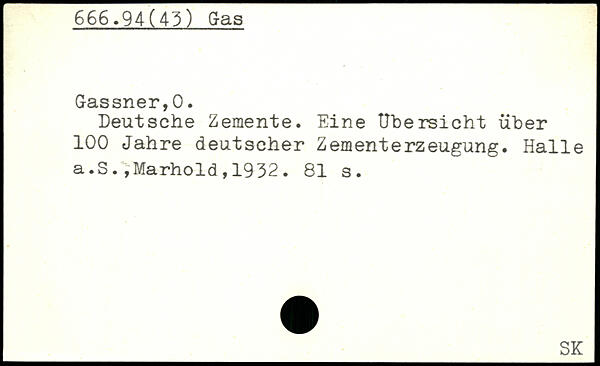 666.94(43) Gas
Gassner,O.
Deutsche Zemente. Eine Übersicht über
100 Jahre deutscher Zementerzeugung. Halle
a.S.,Marhold,1932. 81 s.
SK